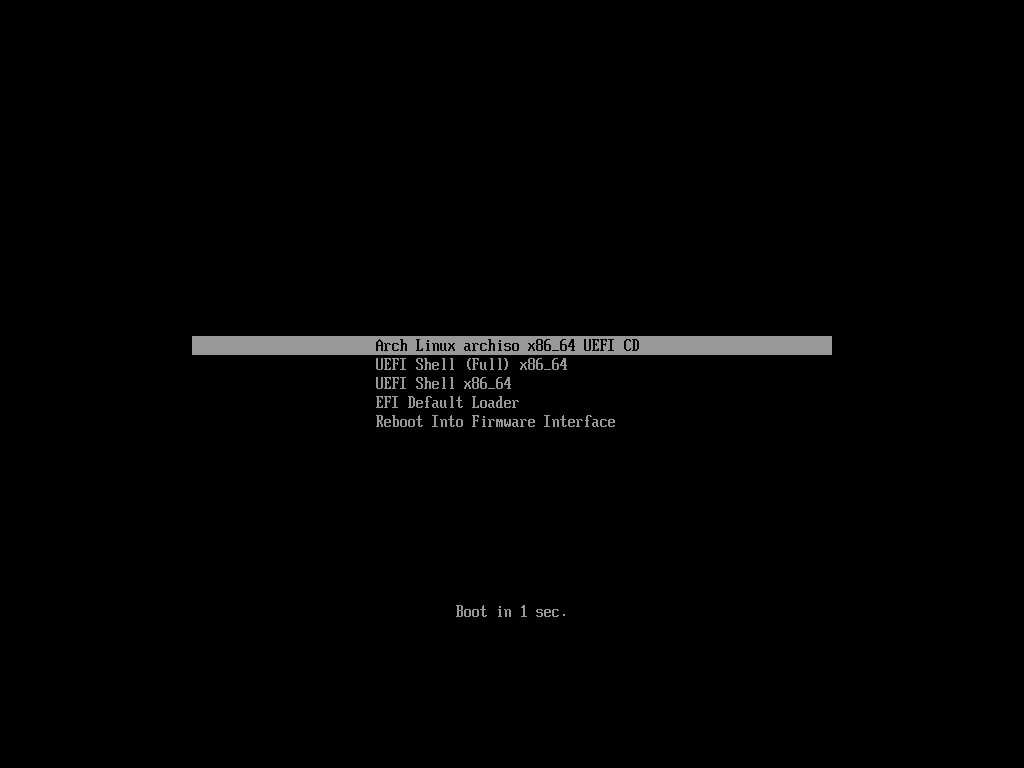 Arch Linux archiso x86_64 UEFI CD
UEFI Shell (Full) x86_64
UEFI Shell x86_64
EFI Default Loader
Reboot Into Firmware Interface
Boot in 1 sec.